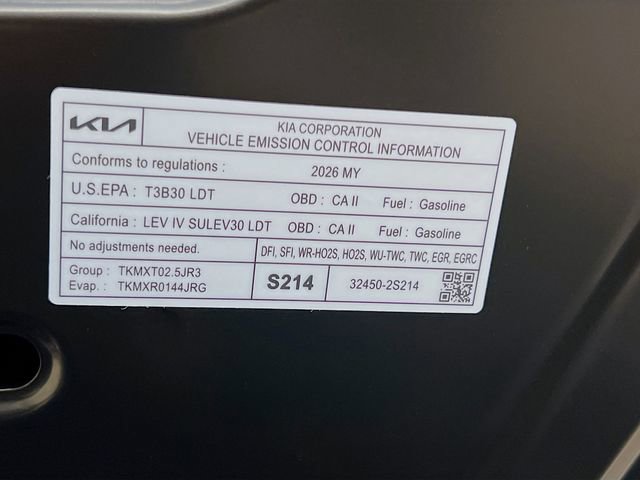 KIA
KIA CORPORATION
VEHICLE EMISSION CONTROL INFORMATION
Conforms to regulations : 2026 MY
U.S.EPA : T3B30 LDT OBD : CA II Fuel : Gasoline
California : LEV IV SULEV30 LDT OBD : CA II Fuel : Gasoline
No adjustments needed. DFI, SFI, WR-HO2S, HO2S, WU-TWC, TWC, EGR, EGRC
Group : TKMXT02.5JR3
Evap. : TKMXR0144JRG
S214
32450-2S214